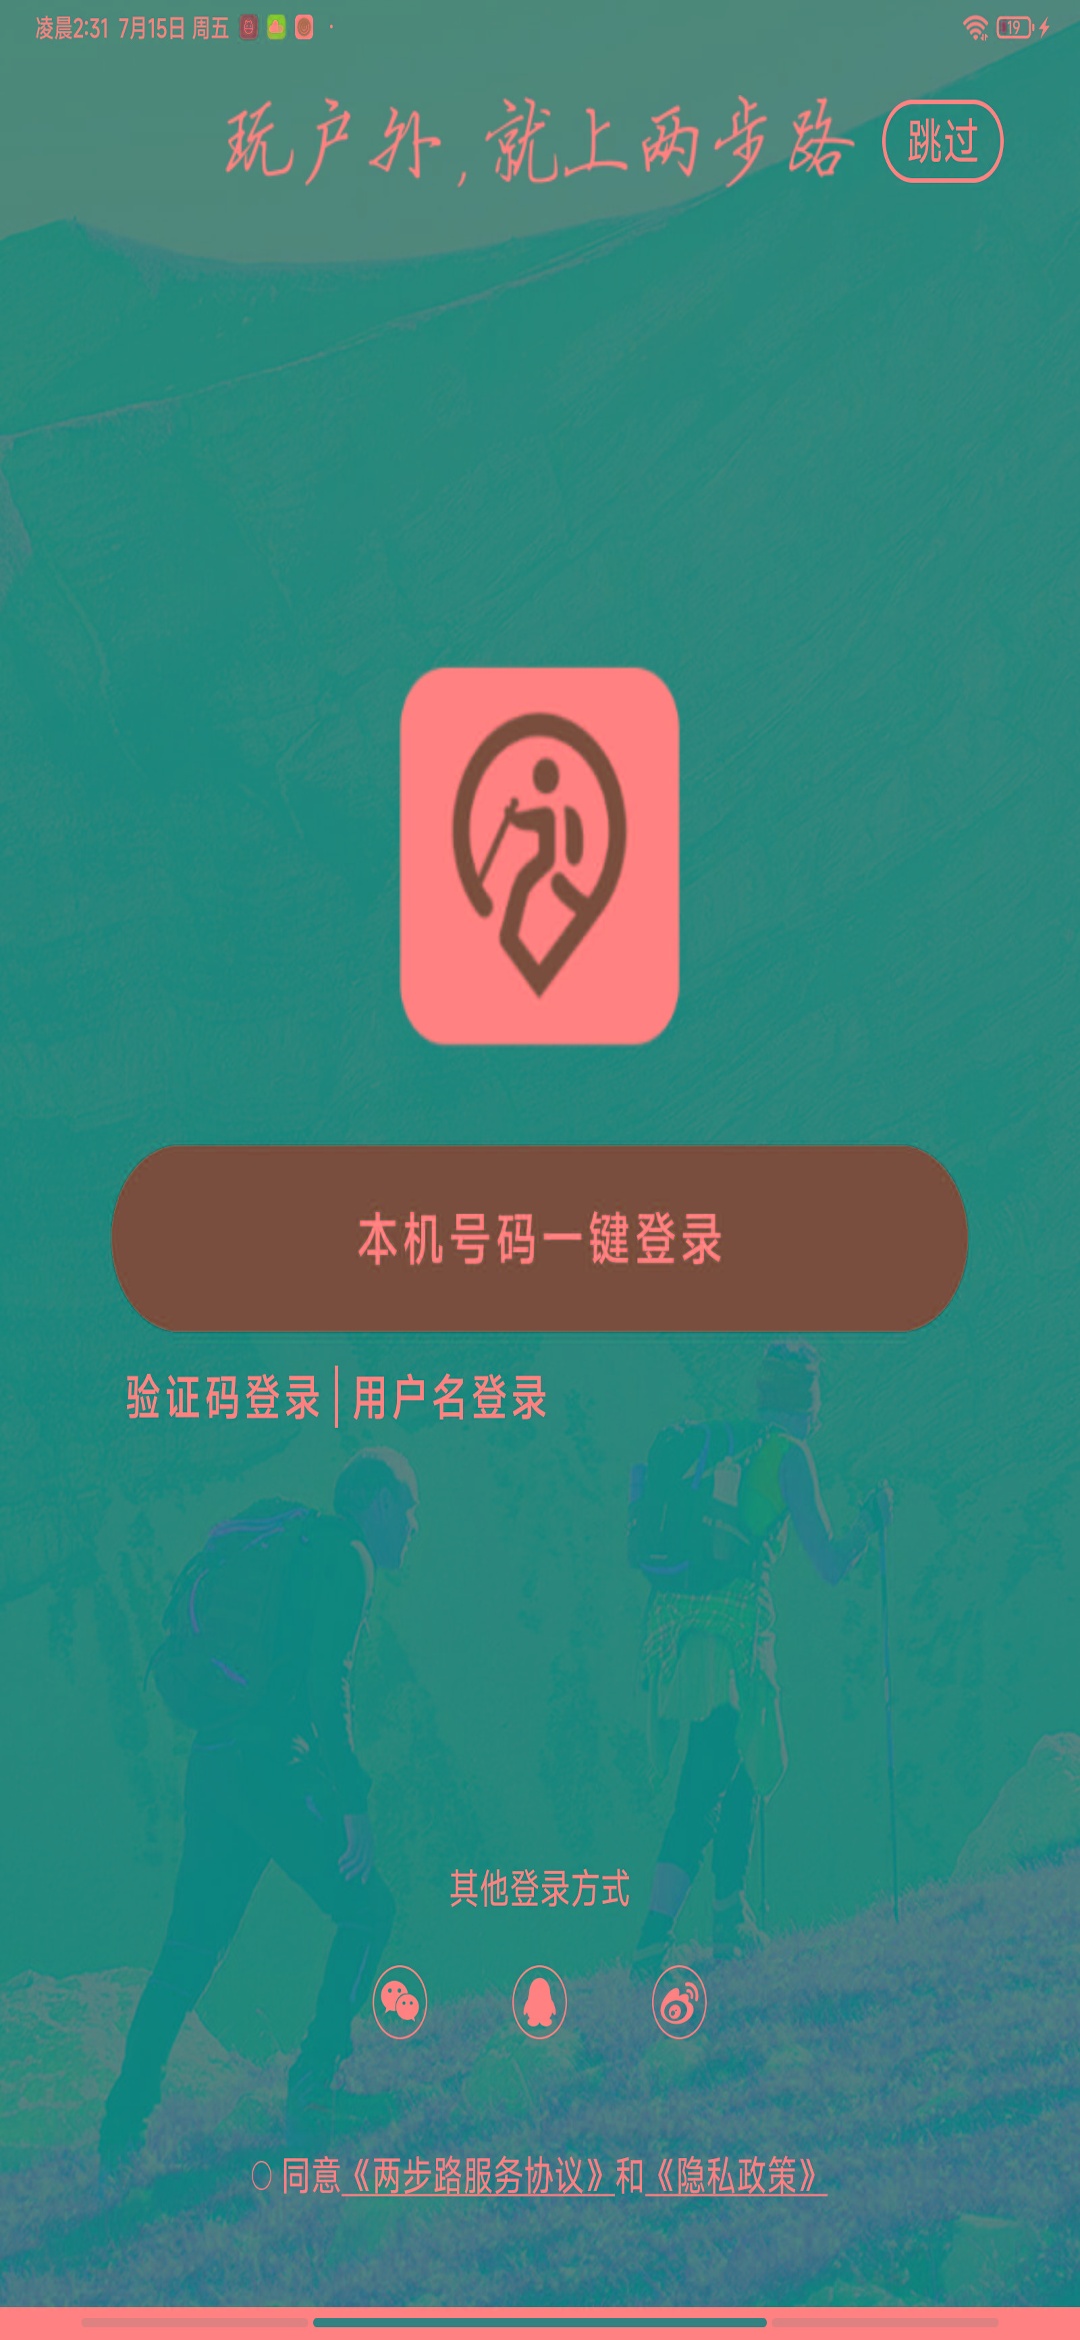 凌晨2:31 7月15日 周五 19
玩户外,就上两步路 跳过
本机号码一键登录
验证码登录 | 用户名登录
其他登录方式
同意《两步路服务协议》和《隐私政策》